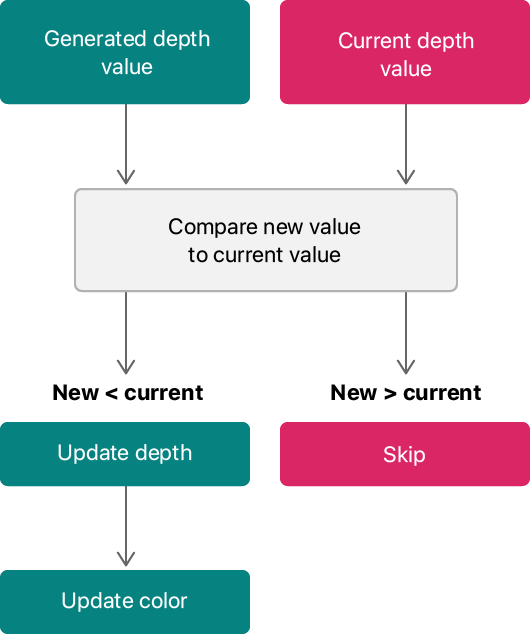 Generated depth
value
Current depth
value
Compare new value
to current value
New < current
New > current
Update depth
Skip
Update color